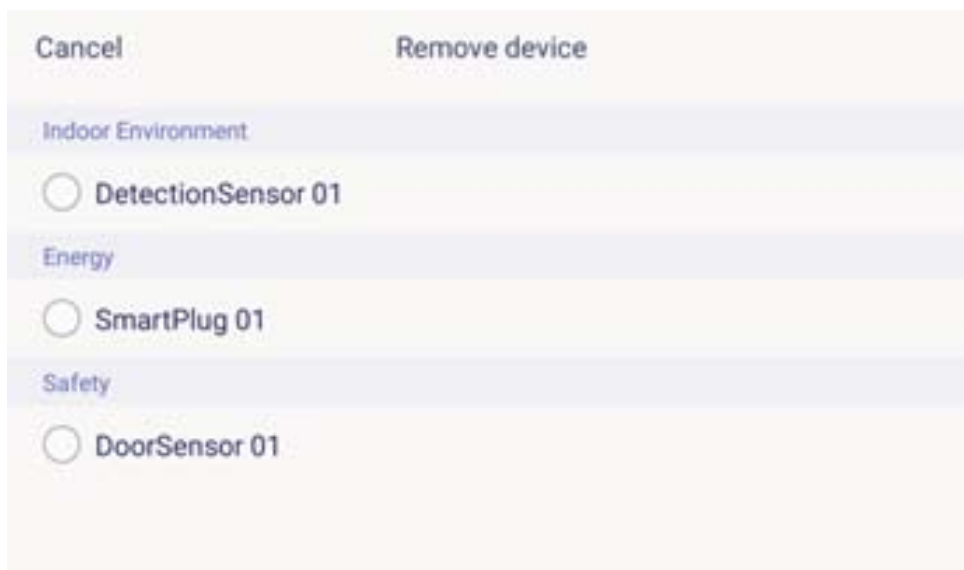 Cancel Remove device
Indoor Environment
DetectionSensor 01
Energy
SmartPlug 01
Safety
DoorSensor 01